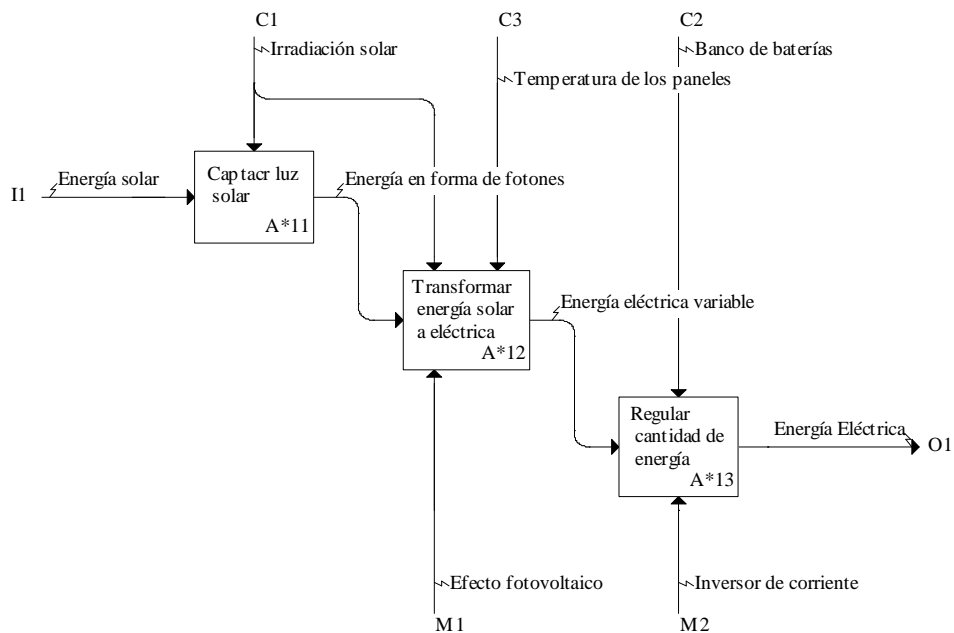 C1
C3
C2
Irradiación solar
Banco de baterías
Temperatura de los paneles
Captacr luz
solar
A*11
I1
Energía solar
Energía en forma de fotones
Transformar
energía solar
a eléctrica
A*12
Energía eléctrica variable
Regular
cantidad de
energía
A*13
Energía Eléctrica
O1
Efecto fotovoltaico
Inversor de corriente
M1
M2